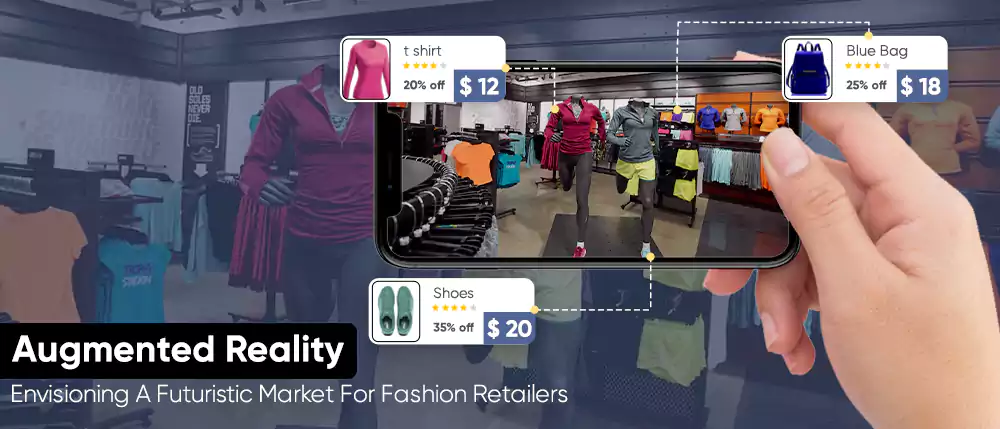 t shirt
20% off
$ 12
Blue Bag
25% off
$ 18
OLD
SOLES
NEVER
DIE.
Shoes
35% off
$ 20
Augmented Reality
Envisioning A Futuristic Market For Fashion Retailers